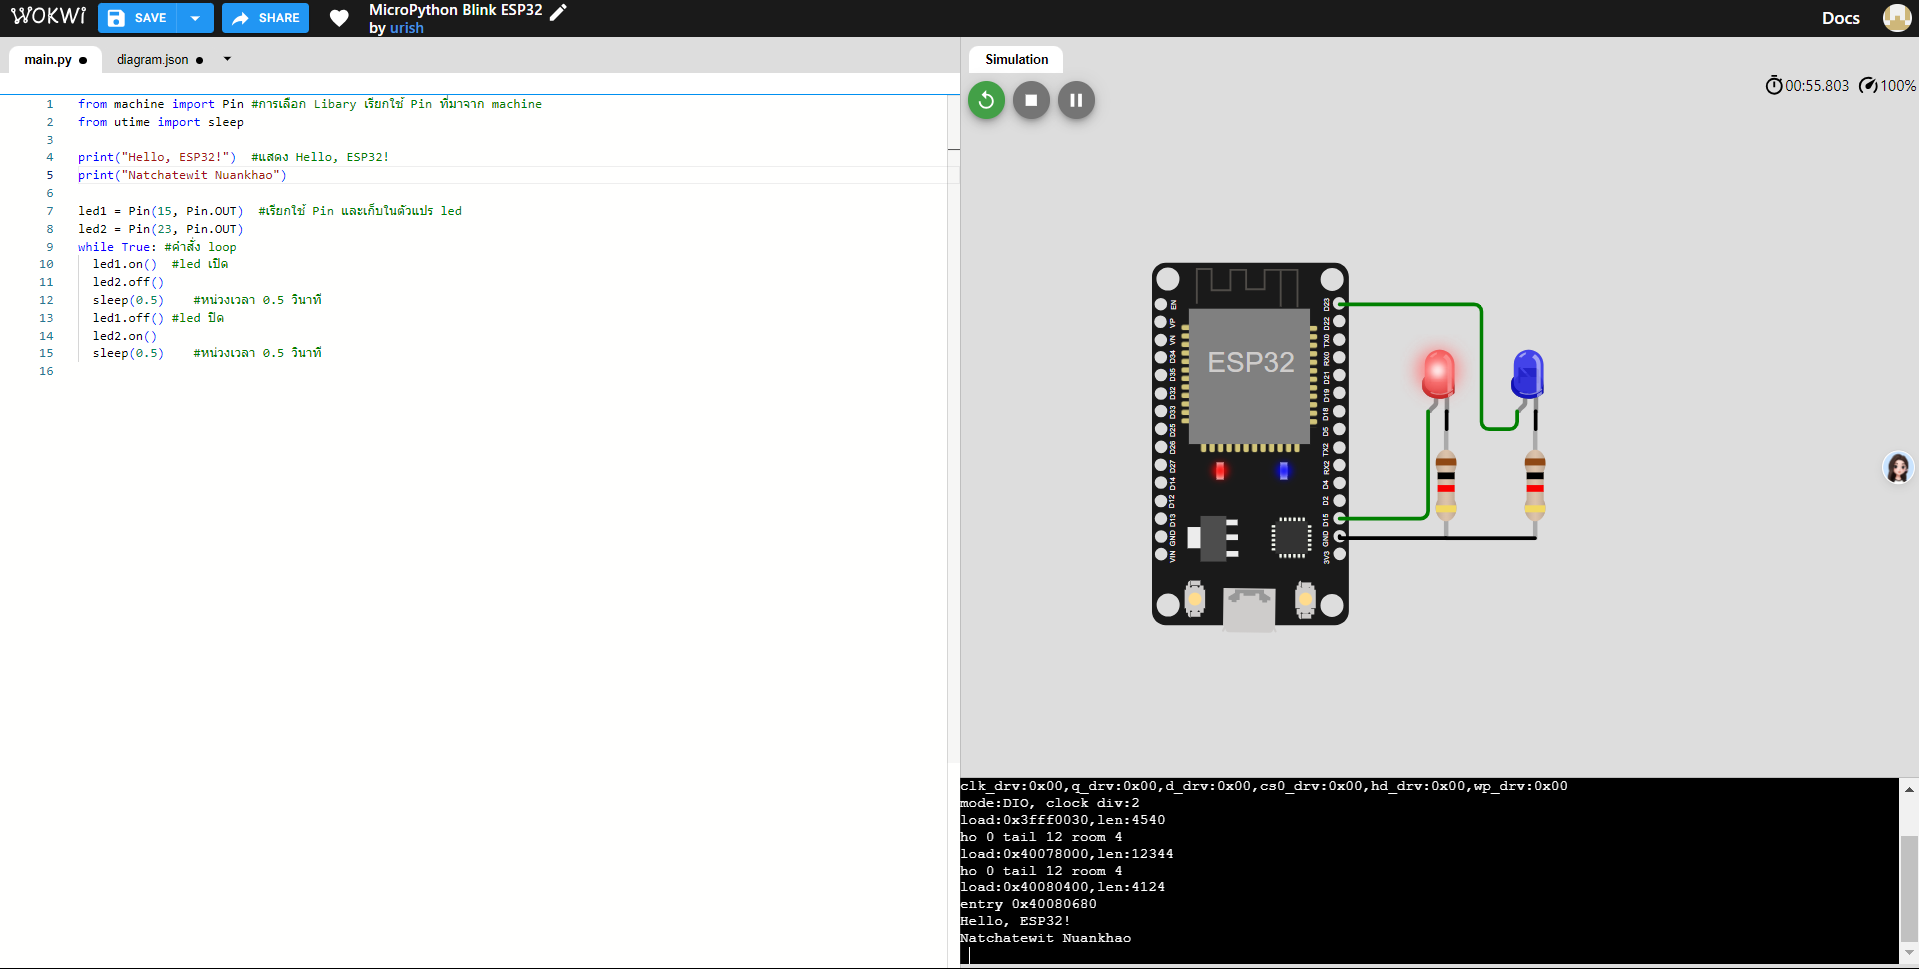 WOKWi
SAVE
SHARE
MicroPython Blink ESP32
by urish
Docs
main.py
diagram.json
1 from machine import Pin #การเลือก Libary เรียกใช้ Pin ที่มาจาก machine
2 from utime import sleep
3
4 print("Hello, ESP32!")  #แสดง Hello, ESP32!
5 print("Natchatewit Nuankhao")
6
7 led1 = Pin(15, Pin.OUT)  #เรียกใช้ Pin และเก็บในตัวแปร led
8 led2 = Pin(23, Pin.OUT)
9 while True: #คำสั่ง loop
10   led1.on()  #led เปิด
11   led2.off()
12   sleep(0.5)    #หน่วงเวลา 0.5 วินาที
13   led1.off() #led ปิด
14   led2.on()
15   sleep(0.5)    #หน่วงเวลา 0.5 วินาที
16
Simulation
00:55.803
100%
EN
VP
VN
D34
D35
D32
D33
D25
D26
D27
D14
D12
D13
GND
VIN
ESP32
D23
D22
TX0
RX0
D21
D19
D18
D5
TX2
RX2
D4
D2
D15
GND
3V3
clk_drv:0x00,q_drv:0x00,d_drv:0x00,cs0_drv:0x00,hd_drv:0x00,wp_drv:0x00
mode:DIO, clock div:2
load:0x3fff0030,len:4540
ho 0 tail 12 room 4
load:0x40078000,len:12344
ho 0 tail 12 room 4
load:0x40080400,len:4124
entry 0x40080680
Hello, ESP32!
Natchatewit Nuankhao